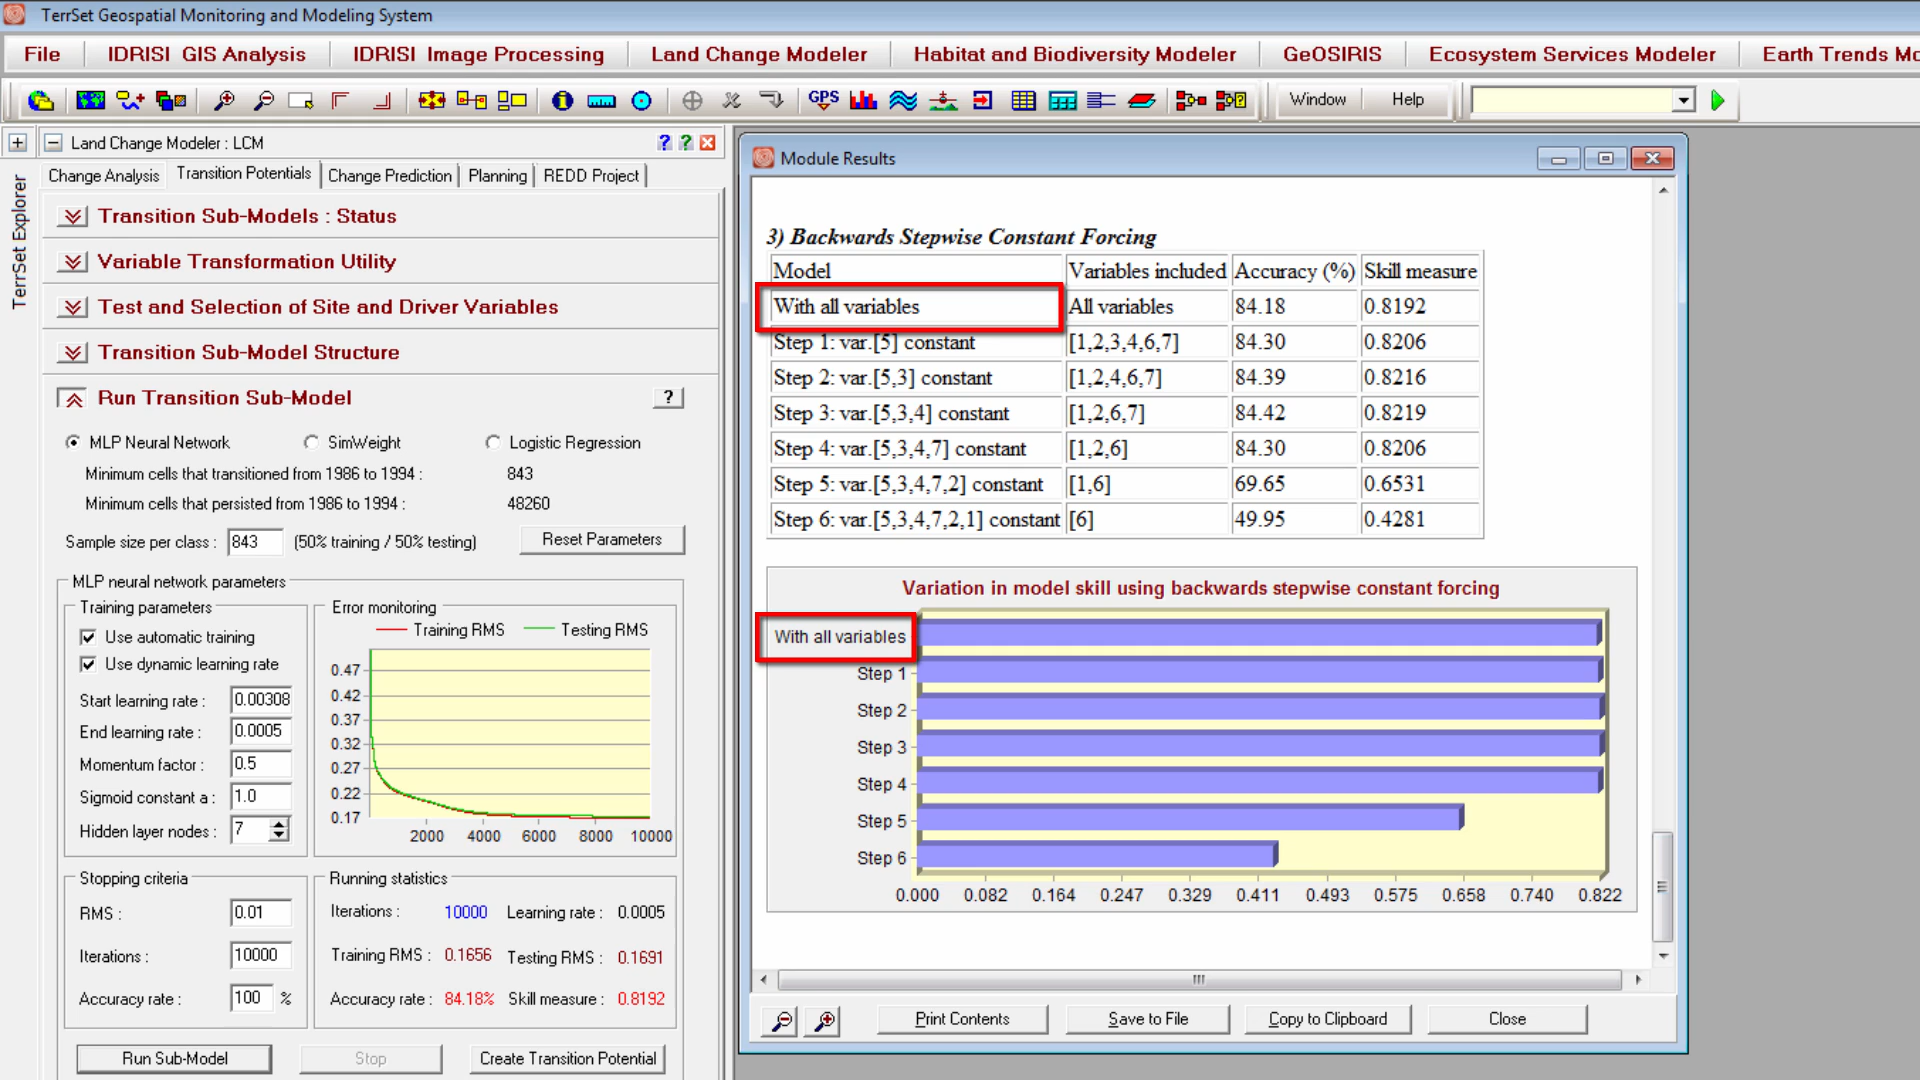 TerrSet Geospatial Monitoring and Modeling System
File IDRISI GIS Analysis IDRISI Image Processing Land Change Modeler Habitat and Biodiversity Modeler GeOSIRIS Ecosystem Services Modeler Earth Trends Mo
GPS Window Help
TerrSet Explorer
Land Change Modeler : LCM
Change Analysis Transition Potentials Change Prediction Planning REDD Project
Transition Sub-Models : Status
Variable Transformation Utility
Test and Selection of Site and Driver Variables
Transition Sub-Model Structure
Run Transition Sub-Model ?
MLP Neural Network SimWeight Logistic Regression
Minimum cells that transitioned from 1986 to 1994 : 843
Minimum cells that persisted from 1986 to 1994 : 48260
Sample size per class : 843 (50% training / 50% testing) Reset Parameters
MLP neural network parameters
Training parameters
Use automatic training
Use dynamic learning rate
Start learning rate : 0.00308
End learning rate : 0.0005
Momentum factor : 0.5
Sigmoid constant a : 1.0
Hidden layer nodes : 7
Error monitoring
Training RMS Testing RMS
0.47
0.42
0.37
0.32
0.27
0.22
0.17
2000 4000 6000 8000 10000
Stopping criteria
RMS : 0.01
Iterations : 10000
Accuracy rate : 100 %
Running statistics
Iterations : 10000 Learning rate : 0.0005
Training RMS : 0.1656 Testing RMS : 0.1691
Accuracy rate : 84.18% Skill measure : 0.8192
Run Sub-Model Stop Create Transition Potential
Module Results
3) Backwards Stepwise Constant Forcing
Model Variables included Accuracy (%) Skill measure
With all variables All variables 84.18 0.8192
Step 1: var.[5] constant [1,2,3,4,6,7] 84.30 0.8206
Step 2: var.[5,3] constant [1,2,4,6,7] 84.39 0.8216
Step 3: var.[5,3,4] constant [1,2,6,7] 84.42 0.8219
Step 4: var.[5,3,4,7] constant [1,2,6] 84.30 0.8206
Step 5: var.[5,3,4,7,2] constant [1,6] 69.65 0.6531
Step 6: var.[5,3,4,7,2,1] constant [6] 49.95 0.4281
Variation in model skill using backwards stepwise constant forcing
With all variables
Step 1
Step 2
Step 3
Step 4
Step 5
Step 6
0.000 0.082 0.164 0.247 0.329 0.411 0.493 0.575 0.658 0.740 0.822
Print Contents Save to File Copy to Clipboard Close